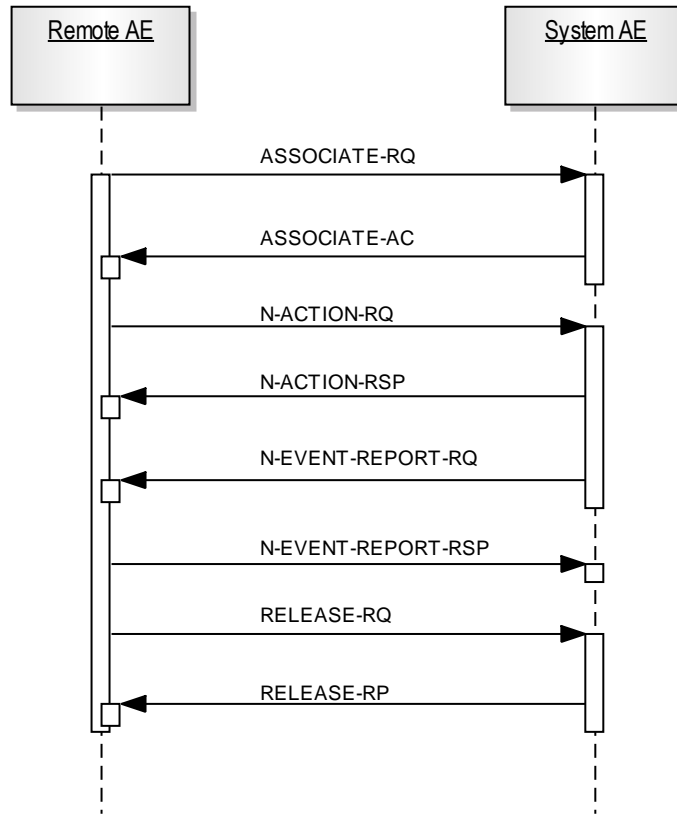 Remote AE
System AE
ASSOCIATE-RQ
ASSOCIATE-AC
N-ACTION-RQ
N-ACTION-RSP
N-EVENT-REPORT-RQ
N-EVENT-REPORT-RSP
RELEASE-RQ
RELEASE-RP